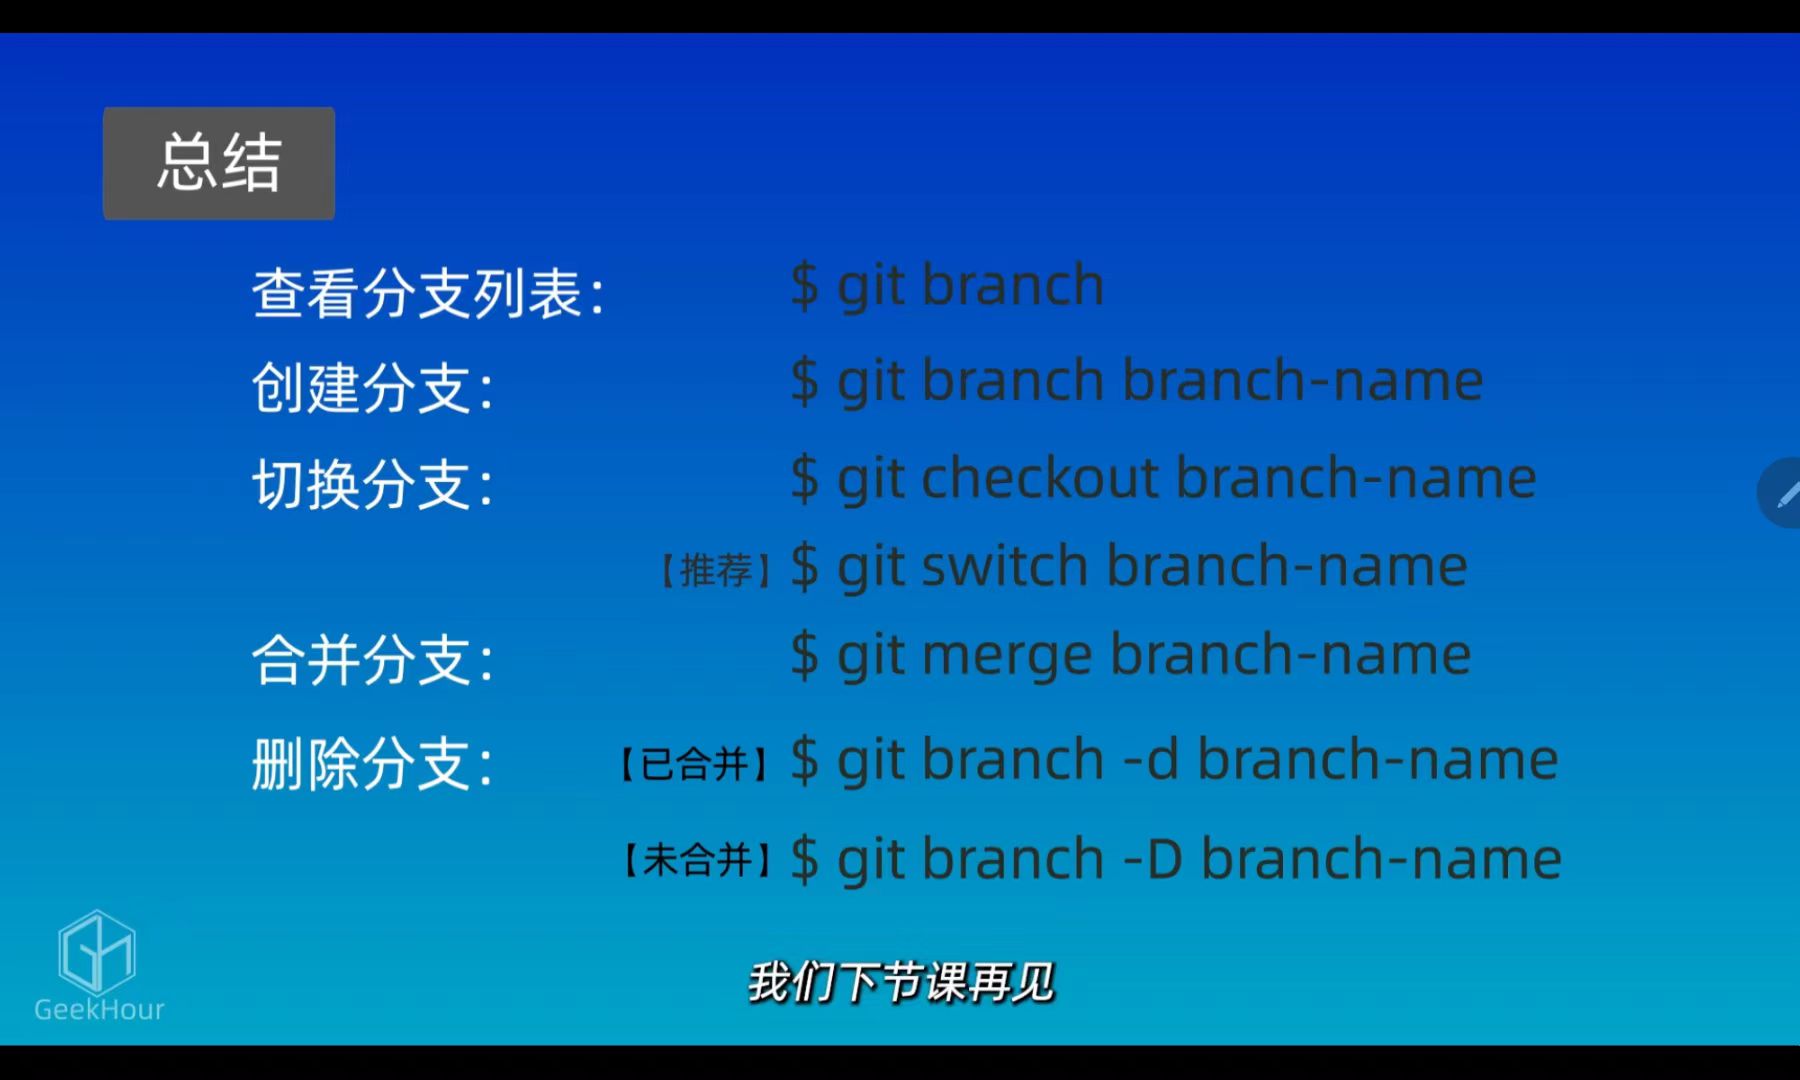 总结
查看分支列表： $ git branch
创建分支： $ git branch branch-name
切换分支： $ git checkout branch-name
【推荐】 $ git switch branch-name
合并分支： $ git merge branch-name
删除分支： 【已合并】 $ git branch -d branch-name
【未合并】 $ git branch -D branch-name
我们下节课再见
GeekHour